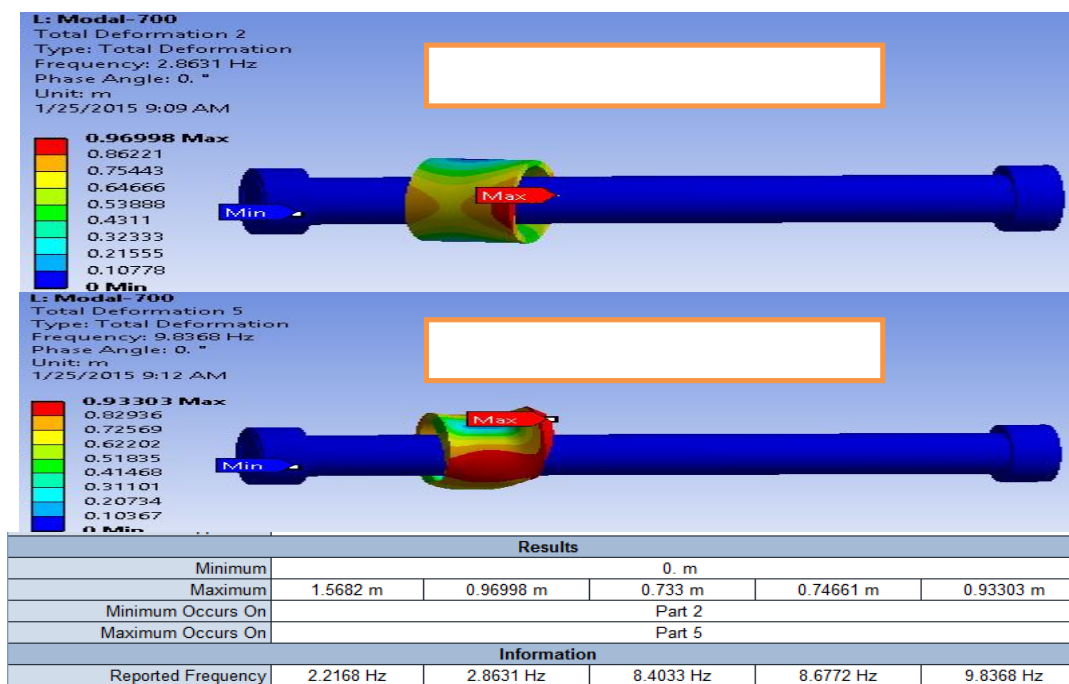 L: Modal-700
Total Deformation 2
Type: Total Deformation
Frequency: 2.8631 Hz
Phase Angle: 0. °
Unit: m
1/25/2015 9:09 AM
0.96998 Max
0.86221
0.75443
0.64666
0.53888
0.4311
0.32333
0.21555
0.10778
0 Min
Max
Min
L: Modal-700
Total Deformation 5
Type: Total Deformation
Frequency: 9.8368 Hz
Phase Angle: 0. °
Unit: m
1/25/2015 9:12 AM
0.93303 Max
0.82936
0.72569
0.62202
0.51835
0.41468
0.31101
0.20734
0.10367
0 Min
Max
Min
Results
Minimum 0. m
Maximum 1.5682 m 0.96998 m 0.733 m 0.74661 m 0.93303 m
Minimum Occurs On Part 2
Maximum Occurs On Part 5
Information
Reported Frequency 2.2168 Hz 2.8631 Hz 8.4033 Hz 8.6772 Hz 9.8368 Hz